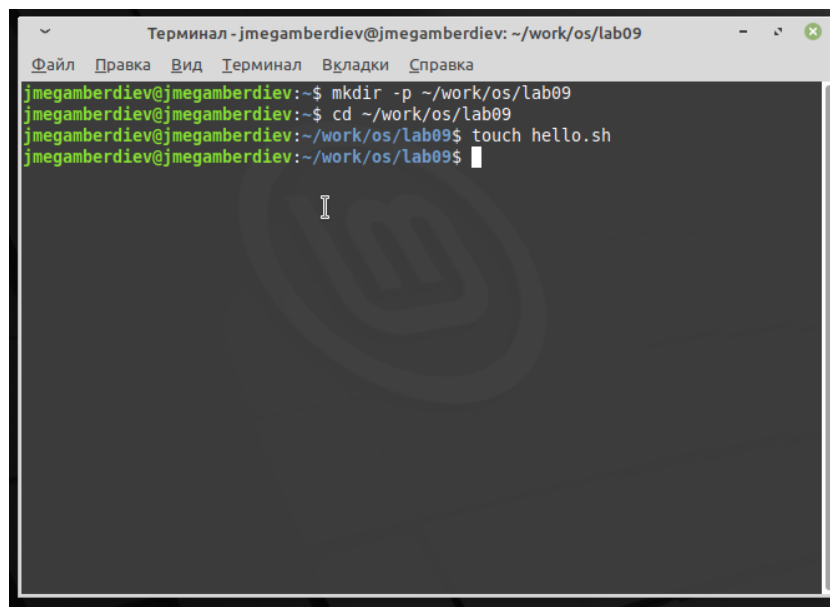 Терминал - jmegamberdiev@jmegamberdiev: ~/work/os/lab09
Файл Правка Вид Терминал Вкладки Справка
jmegamberdiev@jmegamberdiev:~$ mkdir -p ~/work/os/lab09
jmegamberdiev@jmegamberdiev:~$ cd ~/work/os/lab09
jmegamberdiev@jmegamberdiev:~/work/os/lab09$ touch hello.sh
jmegamberdiev@jmegamberdiev:~/work/os/lab09$